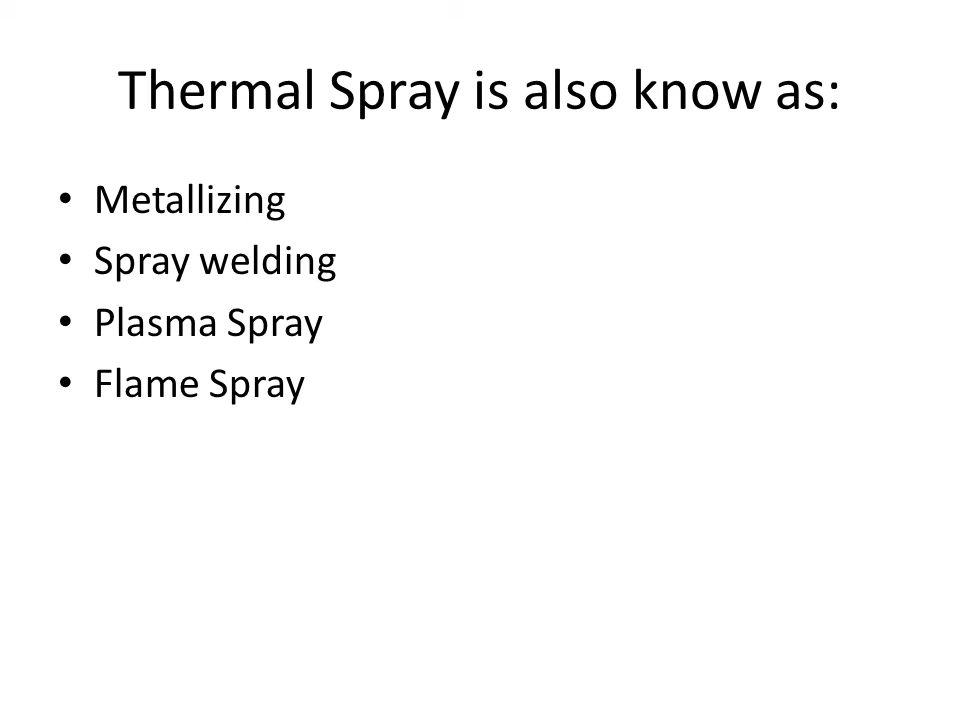 Thermal Spray is also know as:
• Metallizing
• Spray welding
• Plasma Spray
• Flame Spray